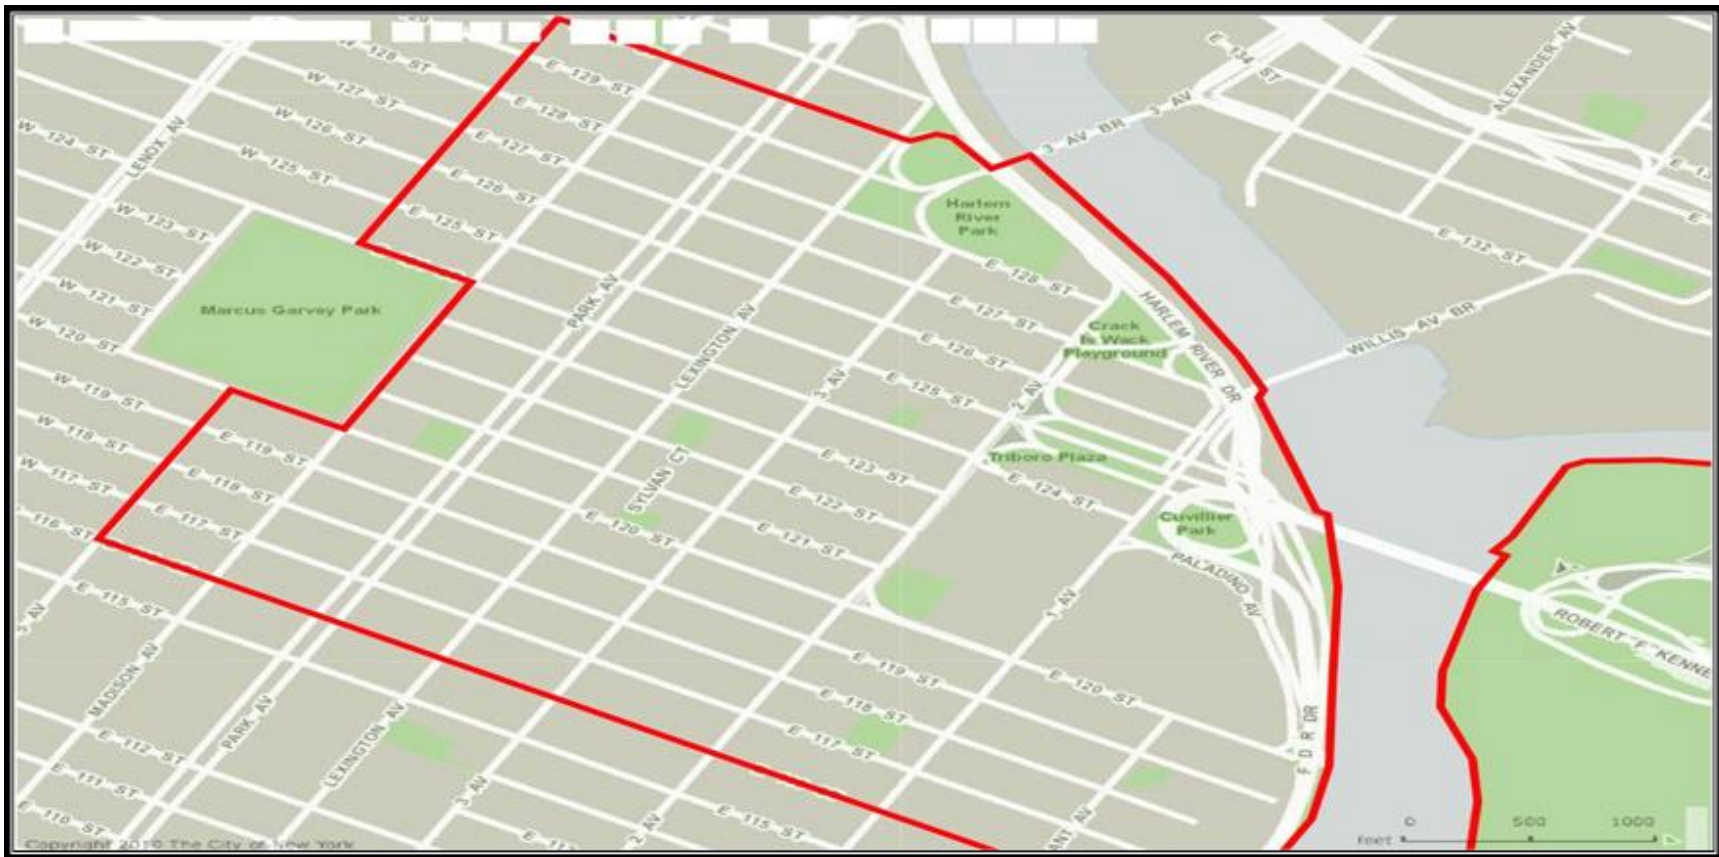 E 134 ST
ALEXANDER AV
W 128 ST
E 129 ST
W 127 ST
E 128 ST
3 AV BR
3 AV
W 126 ST
E 127 ST
W 124 ST
LENOX AV
W 125 ST
E 126 ST
W 123 ST
E 125 ST
Harlem
River
Park
E 132 ST
W 122 ST
E 128 ST
W 121 ST
Marcus Garvey Park
PARK AV
LEXINGTON AV
E 127 ST
HARLEM RIVER DR
Crack
Is Wack
Playground
WILLIS AV BR
W 120 ST
E 126 ST
W 119 ST
3 AV
E 125 ST
2 AV
W 118 ST
E 119 ST
E 123 ST
Triboro Plaza
W 117 ST
E 118 ST
SYLVAN CT
E 122 ST
E 124 ST
116 ST
E 117 ST
E 120 ST
E 121 ST
Cuvillier
Park
PALADINO AV
E 115 ST
1 AV
ROBERT F KENNE
MADISON AV
E 119 ST
E 120 ST
PARK AV
LEXINGTON AV
E 118 ST
F D R DR
E 112 ST
E 117 ST
E 111 ST
3 AV
E 110 ST
2 AV
E 115 ST
0 500 1000
feet
Copyright 2010 The City of New York